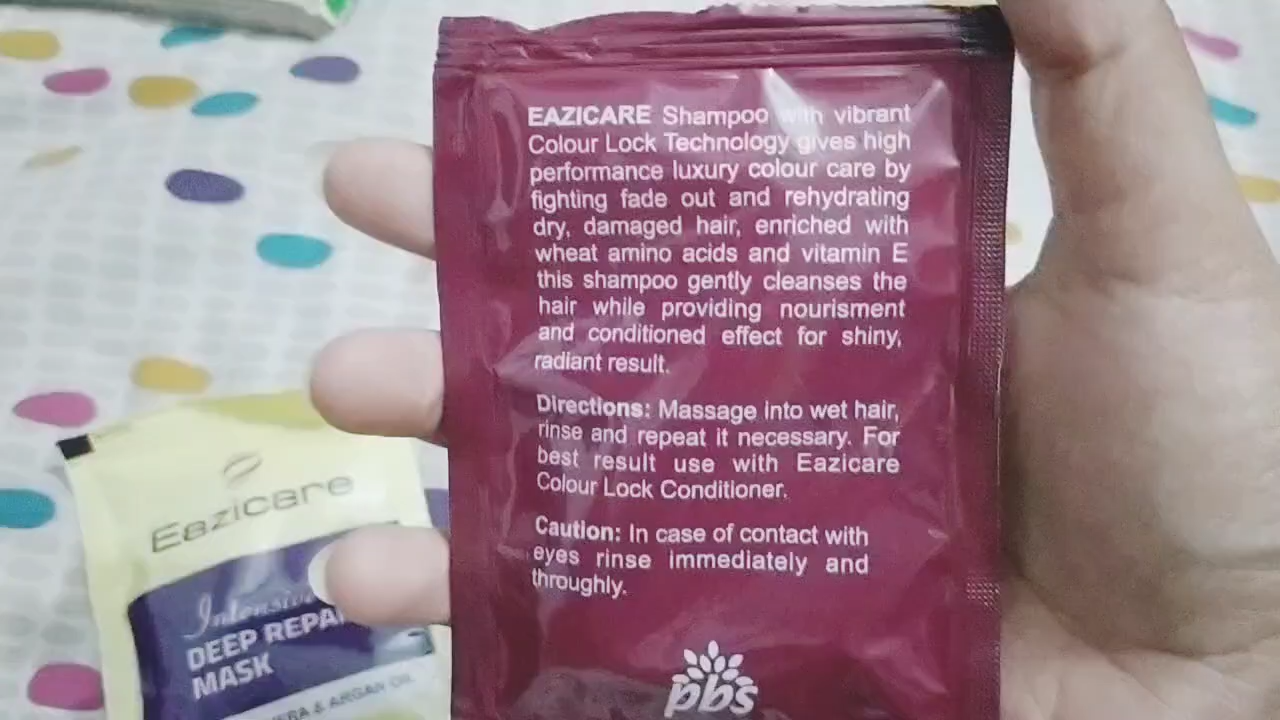 EAZICARE Shampoo with vibrant
Colour Lock Technology gives high
performance luxury colour care by
fighting fade out and rehydrating
dry, damaged hair, enriched with
wheat amino acids and vitamin E
this shampoo gently cleanses the
hair while providing nourisment
and conditioned effect for shiny,
radiant result.
Directions: Massage into wet hair,
rinse and repeat it necessary. For
best result use with Eazicare
Colour Lock Conditioner.
Caution: In case of contact with
eyes rinse immediately and
throughly.
pbs
Eazicare
DEEP
MASK
& ARGAN OIL